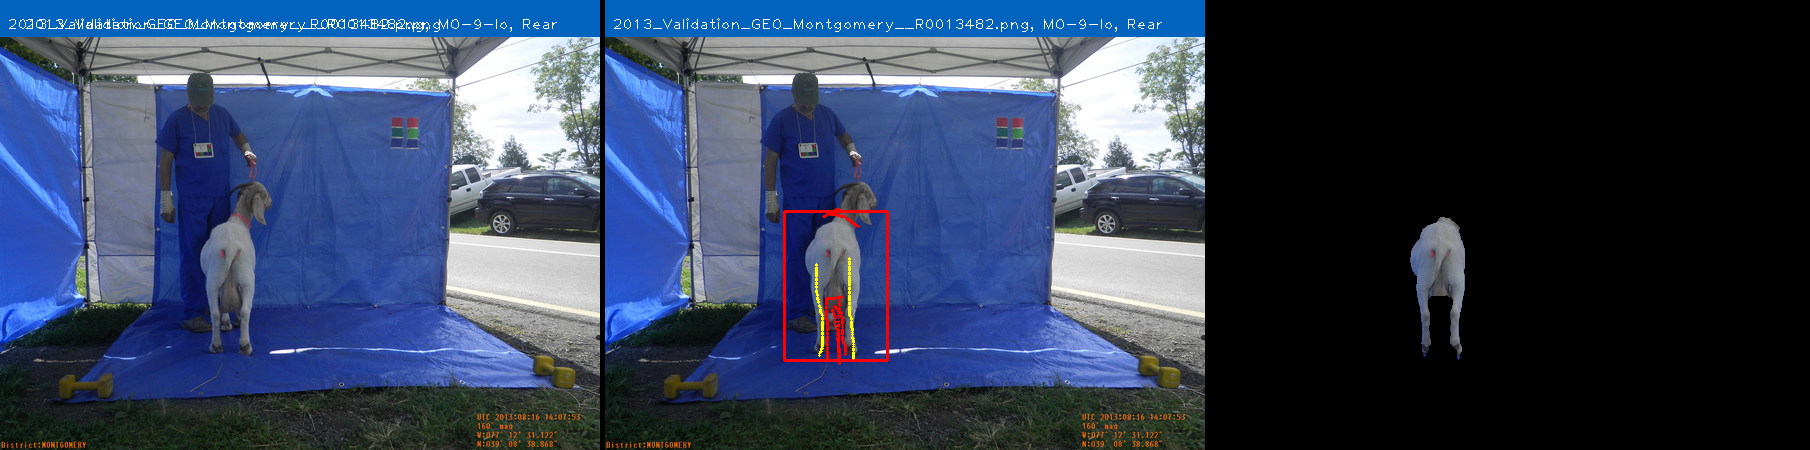 2013_Validation_GEO_Montgomery__R0013482.png, MO-9-lo, Rear
2013_Validation_GEO_Montgomery__R0013482.png, MO-9-lo, Rear
UTC 2013:08:16 14:07:53
160° mag
W:077° 12' 31.122"
N:039° 08' 38.868"
District:MONTGOMERY
UTC 2013:08:16 14:07:53
160° mag
W:077° 12' 31.122"
N:039° 08' 38.868"
District:MONTGOMERY